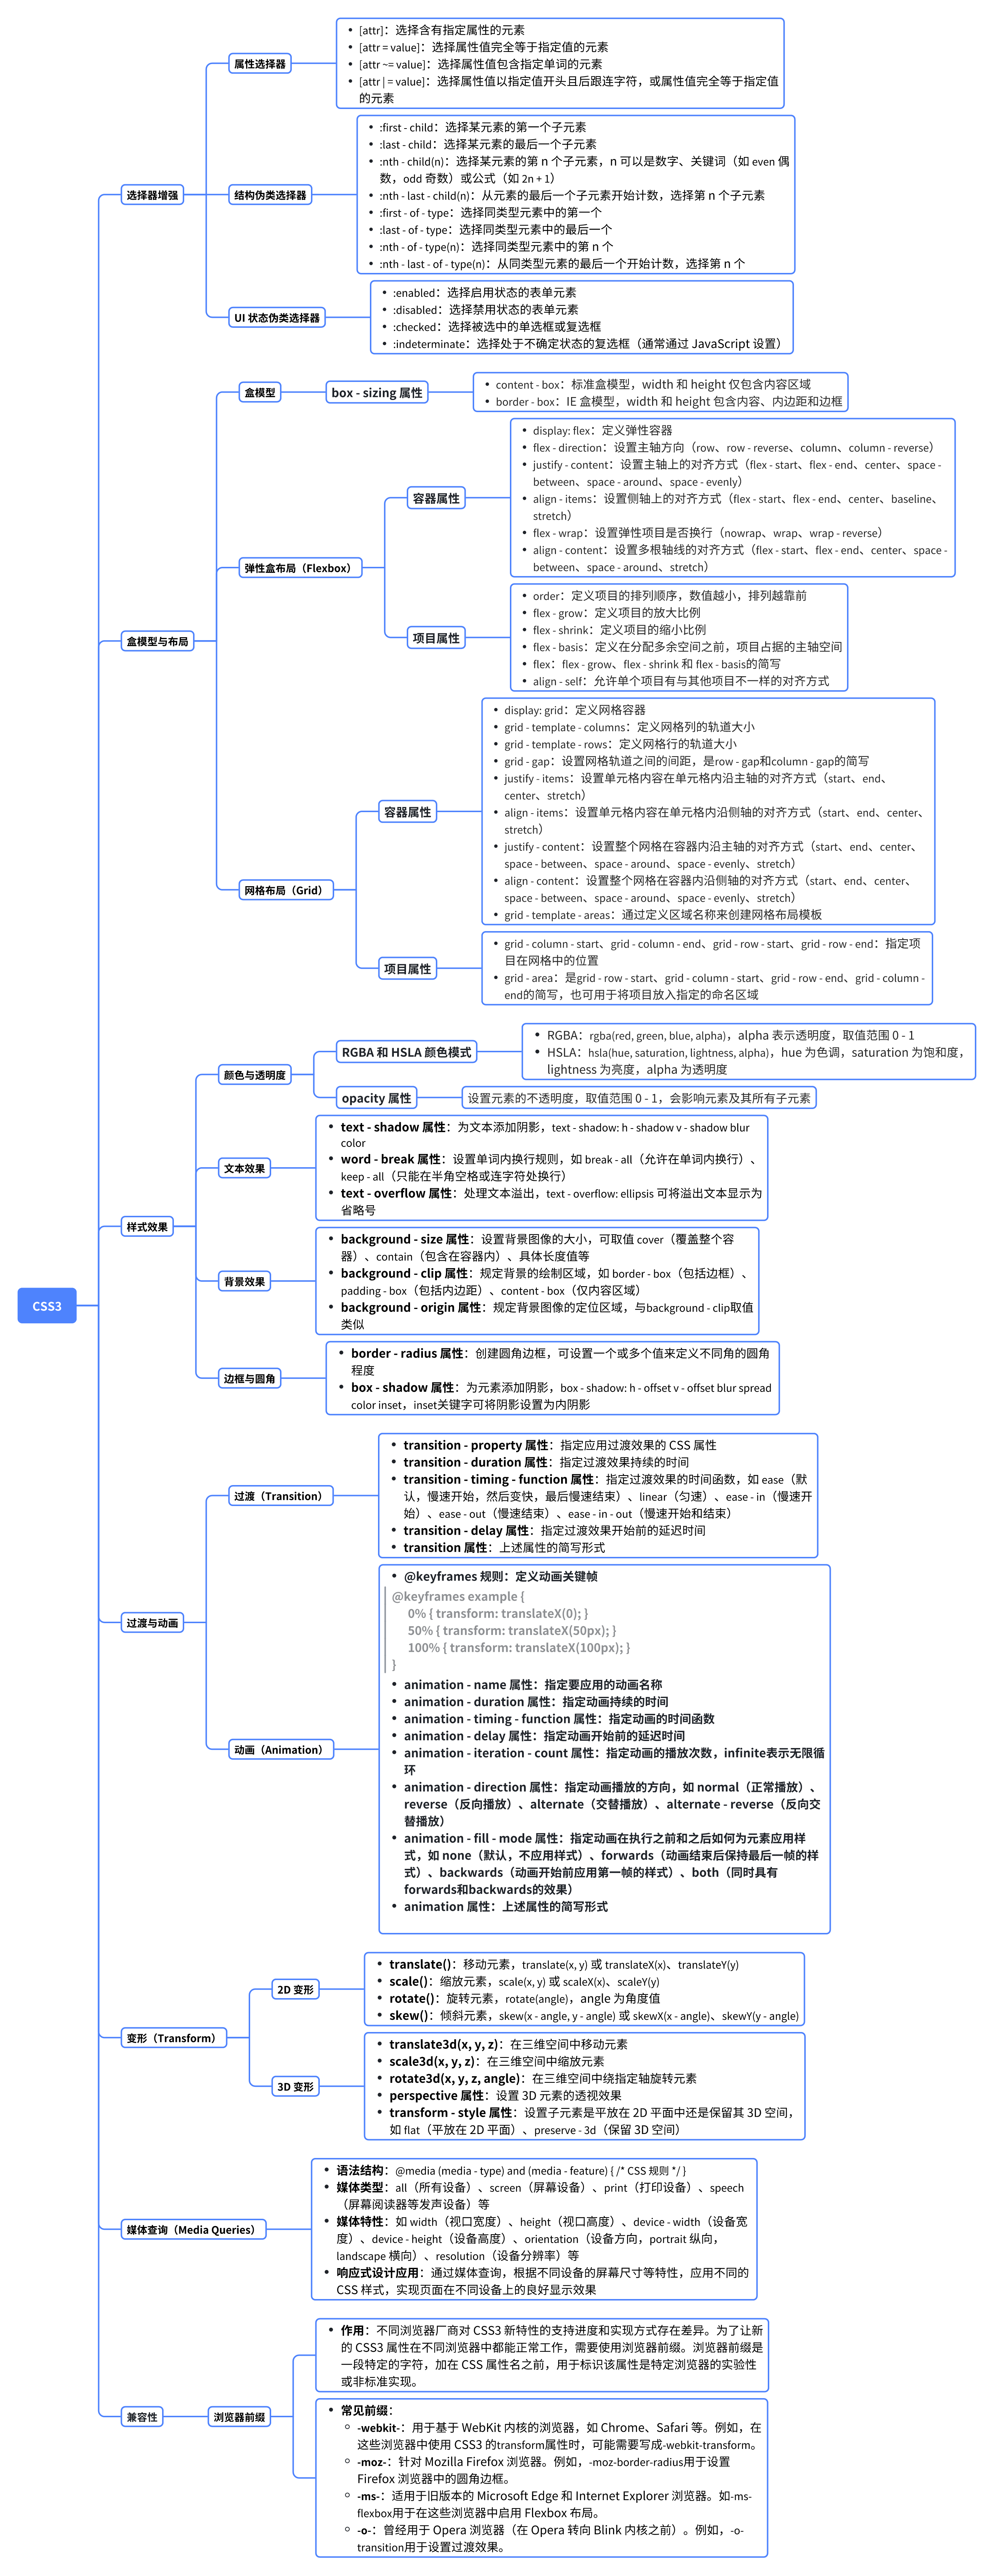 CSS3
选择器增强
属性选择器
[attr]：选择含有指定属性的元素
[attr = value]：选择属性值完全等于指定值的元素
[attr ~= value]：选择属性值包含指定单词的元素
[attr | = value]：选择属性值以指定值开头且后跟连字符，或属性值完全等于指定值
的元素
结构伪类选择器
:first - child：选择某元素的第一个子元素
:last - child：选择某元素的最后一个子元素
:nth - child(n)：选择某元素的第 n 个子元素，n 可以是数字、关键词（如 even 偶
数，odd 奇数）或公式（如 2n + 1）
:nth - last - child(n)：从元素的最后一个子元素开始计数，选择第 n 个子元素
:first - of - type：选择同类型元素中的第一个
:last - of - type：选择同类型元素中的最后一个
:nth - of - type(n)：选择同类型元素中的第 n 个
:nth - last - of - type(n)：从同类型元素的最后一个开始计数，选择第 n 个
UI 状态伪类选择器
:enabled：选择启用状态的表单元素
:disabled：选择禁用状态的表单元素
:checked：选择被选中的单选框或复选框
:indeterminate：选择处于不确定状态的复选框（通常通过 JavaScript 设置）
盒模型与布局
盒模型
box - sizing 属性
content - box：标准盒模型，width 和 height 仅包含内容区域
border - box：IE 盒模型，width 和 height 包含内容、内边距和边框
弹性盒布局（Flexbox）
容器属性
display: flex：定义弹性容器
flex - direction：设置主轴方向（row、row - reverse、column、column - reverse）
justify - content：设置主轴上的对齐方式（flex - start、flex - end、center、space -
between、space - around、space - evenly）
align - items：设置侧轴上的对齐方式（flex - start、flex - end、center、baseline、
stretch）
flex - wrap：设置弹性项目是否换行（nowrap、wrap、wrap - reverse）
align - content：设置多根轴线的对齐方式（flex - start、flex - end、center、space -
between、space - around、stretch）
项目属性
order：定义项目的排列顺序，数值越小，排列越靠前
flex - grow：定义项目的放大比例
flex - shrink：定义项目的缩小比例
flex - basis：定义在分配多余空间之前，项目占据的主轴空间
flex：flex - grow、flex - shrink 和 flex - basis的简写
align - self：允许单个项目有与其他项目不一样的对齐方式
网格布局（Grid）
容器属性
display: grid：定义网格容器
grid - template - columns：定义网格列的轨道大小
grid - template - rows：定义网格行的轨道大小
grid - gap：设置网格轨道之间的间距，是row - gap和column - gap的简写
justify - items：设置单元格内容在单元格内沿主轴的对齐方式（start、end、
center、stretch）
align - items：设置单元格内容在单元格内沿侧轴的对齐方式（start、end、center、
stretch）
justify - content：设置整个网格在容器内沿主轴的对齐方式（start、end、center、
space - between、space - around、space - evenly、stretch）
align - content：设置整个网格在容器内沿侧轴的对齐方式（start、end、center、
space - between、space - around、space - evenly、stretch）
grid - template - areas：通过定义区域名称来创建网格布局模板
项目属性
grid - column - start、grid - column - end、grid - row - start、grid - row - end：指定项
目在网格中的位置
grid - area：是grid - row - start、grid - column - start、grid - row - end、grid - column -
end的简写，也可用于将项目放入指定的命名区域
样式效果
颜色与透明度
RGBA 和 HSLA 颜色模式
RGBA：rgba(red, green, blue, alpha)，alpha 表示透明度，取值范围 0 - 1
HSLA：hsla(hue, saturation, lightness, alpha)，hue 为色调，saturation 为饱和度，
lightness 为亮度，alpha 为透明度
opacity 属性
设置元素的不透明度，取值范围 0 - 1，会影响元素及其所有子元素
文本效果
text - shadow 属性：为文本添加阴影，text - shadow: h - shadow v - shadow blur
color
word - break 属性：设置单词内换行规则，如 break - all（允许在单词内换行）、
keep - all（只能在半角空格或连字符处换行）
text - overflow 属性：处理文本溢出，text - overflow: ellipsis 可将溢出文本显示为
省略号
背景效果
background - size 属性：设置背景图像的大小，可取值 cover（覆盖整个容
器）、contain（包含在容器内）、具体长度值等
background - clip 属性：规定背景的绘制区域，如 border - box（包括边框）、
padding - box（包括内边距）、content - box（仅内容区域）
background - origin 属性：规定背景图像的定位区域，与background - clip取值
类似
边框与圆角
border - radius 属性：创建圆角边框，可设置一个或多个值来定义不同角的圆角
程度
box - shadow 属性：为元素添加阴影，box - shadow: h - offset v - offset blur spread
color inset，inset关键字可将阴影设置为内阴影
过渡与动画
过渡（Transition）
transition - property 属性：指定应用过渡效果的 CSS 属性
transition - duration 属性：指定过渡效果持续的时间
transition - timing - function 属性：指定过渡效果的时间函数，如 ease（默
认，慢速开始，然后变快，最后慢速结束）、linear（匀速）、ease - in（慢速开
始）、ease - out（慢速结束）、ease - in - out（慢速开始和结束）
transition - delay 属性：指定过渡效果开始前的延迟时间
transition 属性：上述属性的简写形式
动画（Animation）
@keyframes 规则：定义动画关键帧
@keyframes example {
0% { transform: translateX(0); }
50% { transform: translateX(50px); }
100% { transform: translateX(100px); }
}
animation - name 属性：指定要应用的动画名称
animation - duration 属性：指定动画持续的时间
animation - timing - function 属性：指定动画的时间函数
animation - delay 属性：指定动画开始前的延迟时间
animation - iteration - count 属性：指定动画的播放次数，infinite表示无限循
环
animation - direction 属性：指定动画播放的方向，如 normal（正常播放）、
reverse（反向播放）、alternate（交替播放）、alternate - reverse（反向交
替播放）
animation - fill - mode 属性：指定动画在执行之前和之后如何为元素应用样
式，如 none（默认，不应用样式）、forwards（动画结束后保持最后一帧的样
式）、backwards（动画开始前应用第一帧的样式）、both（同时具有
forwards和backwards的效果）
animation 属性：上述属性的简写形式
变形（Transform）
2D 变形
translate()：移动元素，translate(x, y) 或 translateX(x)、translateY(y)
scale()：缩放元素，scale(x, y) 或 scaleX(x)、scaleY(y)
rotate()：旋转元素，rotate(angle)，angle 为角度值
skew()：倾斜元素，skew(x - angle, y - angle) 或 skewX(x - angle)、skewY(y - angle)
3D 变形
translate3d(x, y, z)：在三维空间中移动元素
scale3d(x, y, z)：在三维空间中缩放元素
rotate3d(x, y, z, angle)：在三维空间中绕指定轴旋转元素
perspective 属性：设置 3D 元素的透视效果
transform - style 属性：设置子元素是平放在 2D 平面中还是保留其 3D 空间，
如 flat（平放在 2D 平面）、preserve - 3d（保留 3D 空间）
媒体查询（Media Queries）
语法结构：@media (media - type) and (media - feature) { /* CSS 规则 */ }
媒体类型：all（所有设备）、screen（屏幕设备）、print（打印设备）、speech
（屏幕阅读器等发声设备）等
媒体特性：如 width（视口宽度）、height（视口高度）、device - width（设备宽
度）、device - height（设备高度）、orientation（设备方向，portrait 纵向，
landscape 横向）、resolution（设备分辨率）等
响应式设计应用：通过媒体查询，根据不同设备的屏幕尺寸等特性，应用不同的
CSS 样式，实现页面在不同设备上的良好显示效果
兼容性
浏览器前缀
作用：不同浏览器厂商对 CSS3 新特性的支持进度和实现方式存在差异。为了让新
的 CSS3 属性在不同浏览器中都能正常工作，需要使用浏览器前缀。浏览器前缀是
一段特定的字符，加在 CSS 属性名之前，用于标识该属性是特定浏览器的实验性
或非标准实现。
常见前缀：
-webkit-：用于基于 WebKit 内核的浏览器，如 Chrome、Safari 等。例如，在
这些浏览器中使用 CSS3 的transform属性时，可能需要写成-webkit-transform。
-moz-：针对 Mozilla Firefox 浏览器。例如，-moz-border-radius用于设置
Firefox 浏览器中的圆角边框。
-ms-：适用于旧版本的 Microsoft Edge 和 Internet Explorer 浏览器。如-ms-
flexbox用于在这些浏览器中启用 Flexbox 布局。
-o-：曾经用于 Opera 浏览器（在 Opera 转向 Blink 内核之前）。例如，-o-
transition用于设置过渡效果。